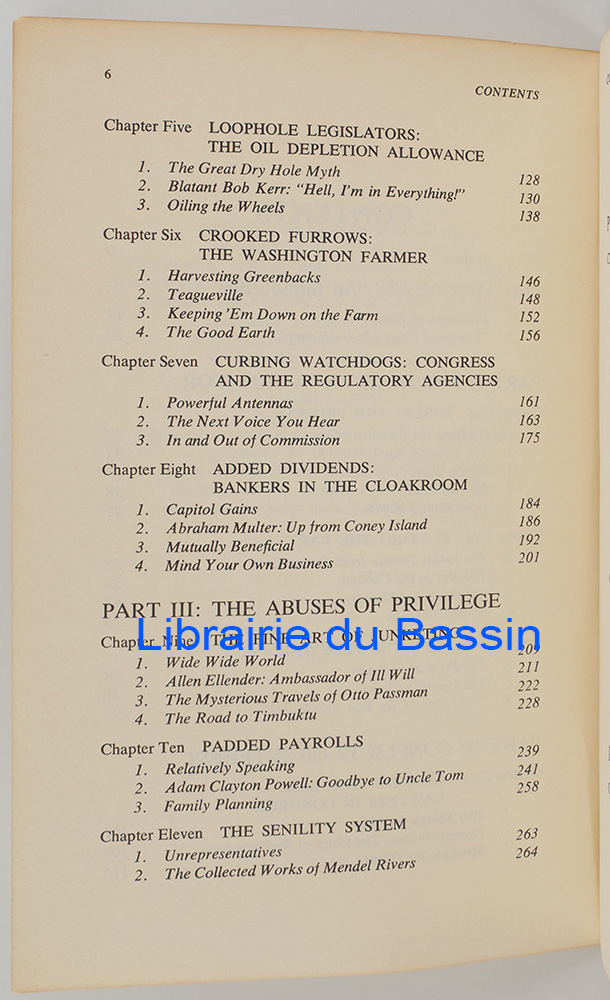 6
CONTENTS
Chapter Five LOOPHOLE LEGISLATORS:
THE OIL DEPLETION ALLOWANCE
1. The Great Dry Hole Myth 128
2. Blatant Bob Kerr: "Hell, I'm in Everything!" 130
3. Oiling the Wheels 138
Chapter Six CROOKED FURROWS:
THE WASHINGTON FARMER
1. Harvesting Greenbacks 146
2. Teagueville 148
3. Keeping 'Em Down on the Farm 152
4. The Good Earth 156
Chapter Seven CURBING WATCHDOGS: CONGRESS
AND THE REGULATORY AGENCIES
1. Powerful Antennas 161
2. The Next Voice You Hear 163
3. In and Out of Commission 175
Chapter Eight ADDED DIVIDENDS:
BANKERS IN THE CLOAKROOM
1. Capitol Gains 184
2. Abraham Multer: Up from Coney Island 186
3. Mutually Beneficial 192
4. Mind Your Own Business 201
PART III: THE ABUSES OF PRIVILEGE
Librairie du Bassin
Chapter Nine THE FINE ART OF JUNKETING
1. Wide Wide World 209
2. Allen Ellender: Ambassador of Ill Will 211
3. The Mysterious Travels of Otto Passman 222
4. The Road to Timbuktu 228
Chapter Ten PADDED PAYROLLS
1. Relatively Speaking 239
2. Adam Clayton Powell: Goodbye to Uncle Tom 241
3. Family Planning 258
Chapter Eleven THE SENILITY SYSTEM
1. Unrepresentatives 263
2. The Collected Works of Mendel Rivers 264